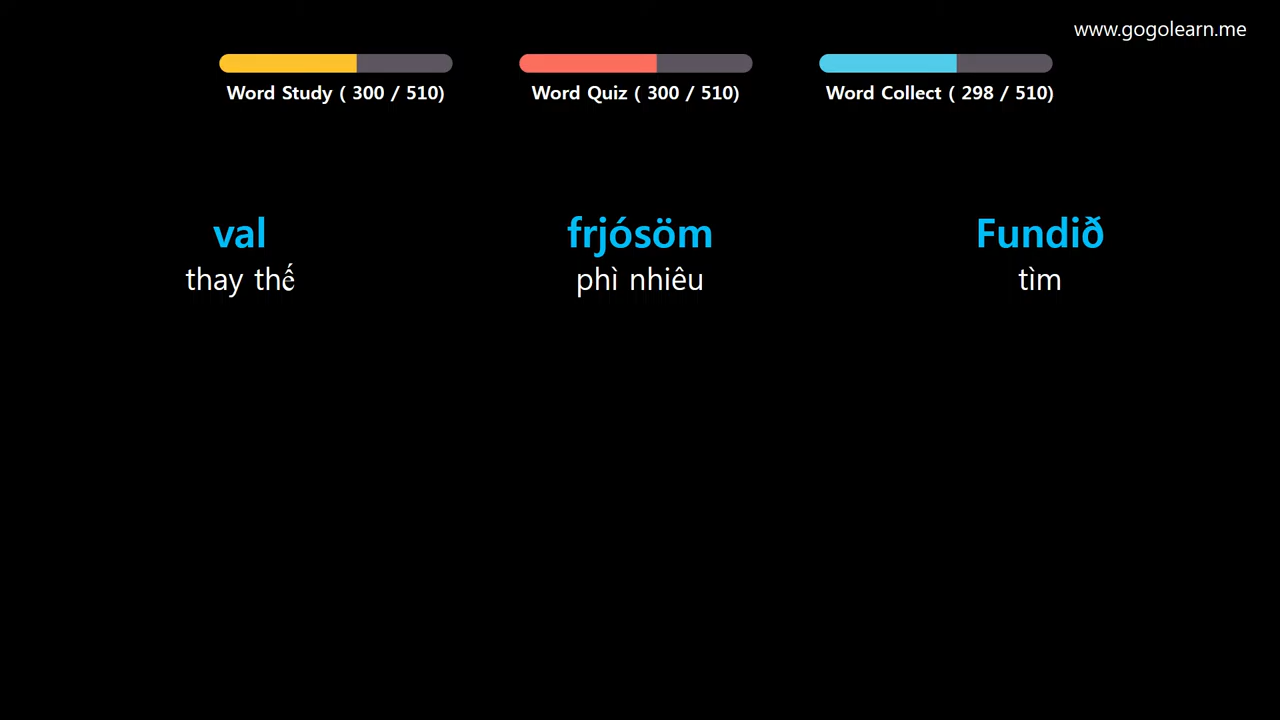 www.gogolearn.me
Word Study ( 300 / 510)
Word Quiz ( 300 / 510)
Word Collect ( 298 / 510)
val
thay thế
frjósöm
phì nhiêu
Fundið
tìm